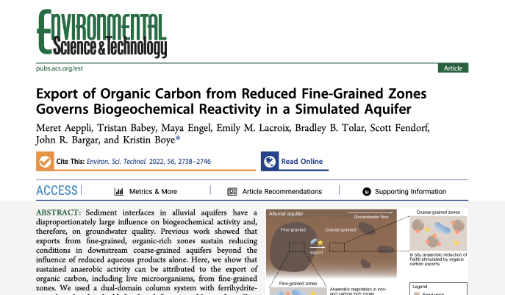 Environmental
Science & Technology
pubs.acs.org/est
Article
Export of Organic Carbon from Reduced Fine-Grained Zones
Governs Biogeochemical Reactivity in a Simulated Aquifer
Meret Aeppli, Tristan Babey, Maya Engel, Emily M. Lacroix, Bradley B. Tolar, Scott Fendorf,
John R. Bargar, and Kristin Boye*
Cite This: Environ. Sci. Technol. 2022, 56, 2738–2746
Read Online
ACCESS
Metrics & More
Article Recommendations
Supporting Information
ABSTRACT: Sediment interfaces in alluvial aquifers have a
disproportionately large influence on biogeochemical activity and,
therefore, on groundwater quality. Previous work showed that
exports from fine-grained, organic-rich zones sustain reducing
conditions in downstream coarse-grained aquifers beyond the
influence of reduced aqueous products alone. Here, we show that
sustained anaerobic activity can be attributed to the export of
organic carbon, including live microorganisms, from fine-grained
zones. We used a dual-domain column system with ferrihydrite-
Alluvial aquifer
Groundwater flow
Fine-grained
Coarse-grained
export
Coarse-grained zones
In situ anaerobic reduction of
Fe(III) stimulated by organic
carbon exports
Fine-grained zones
Anaerobic respiration in
Legend